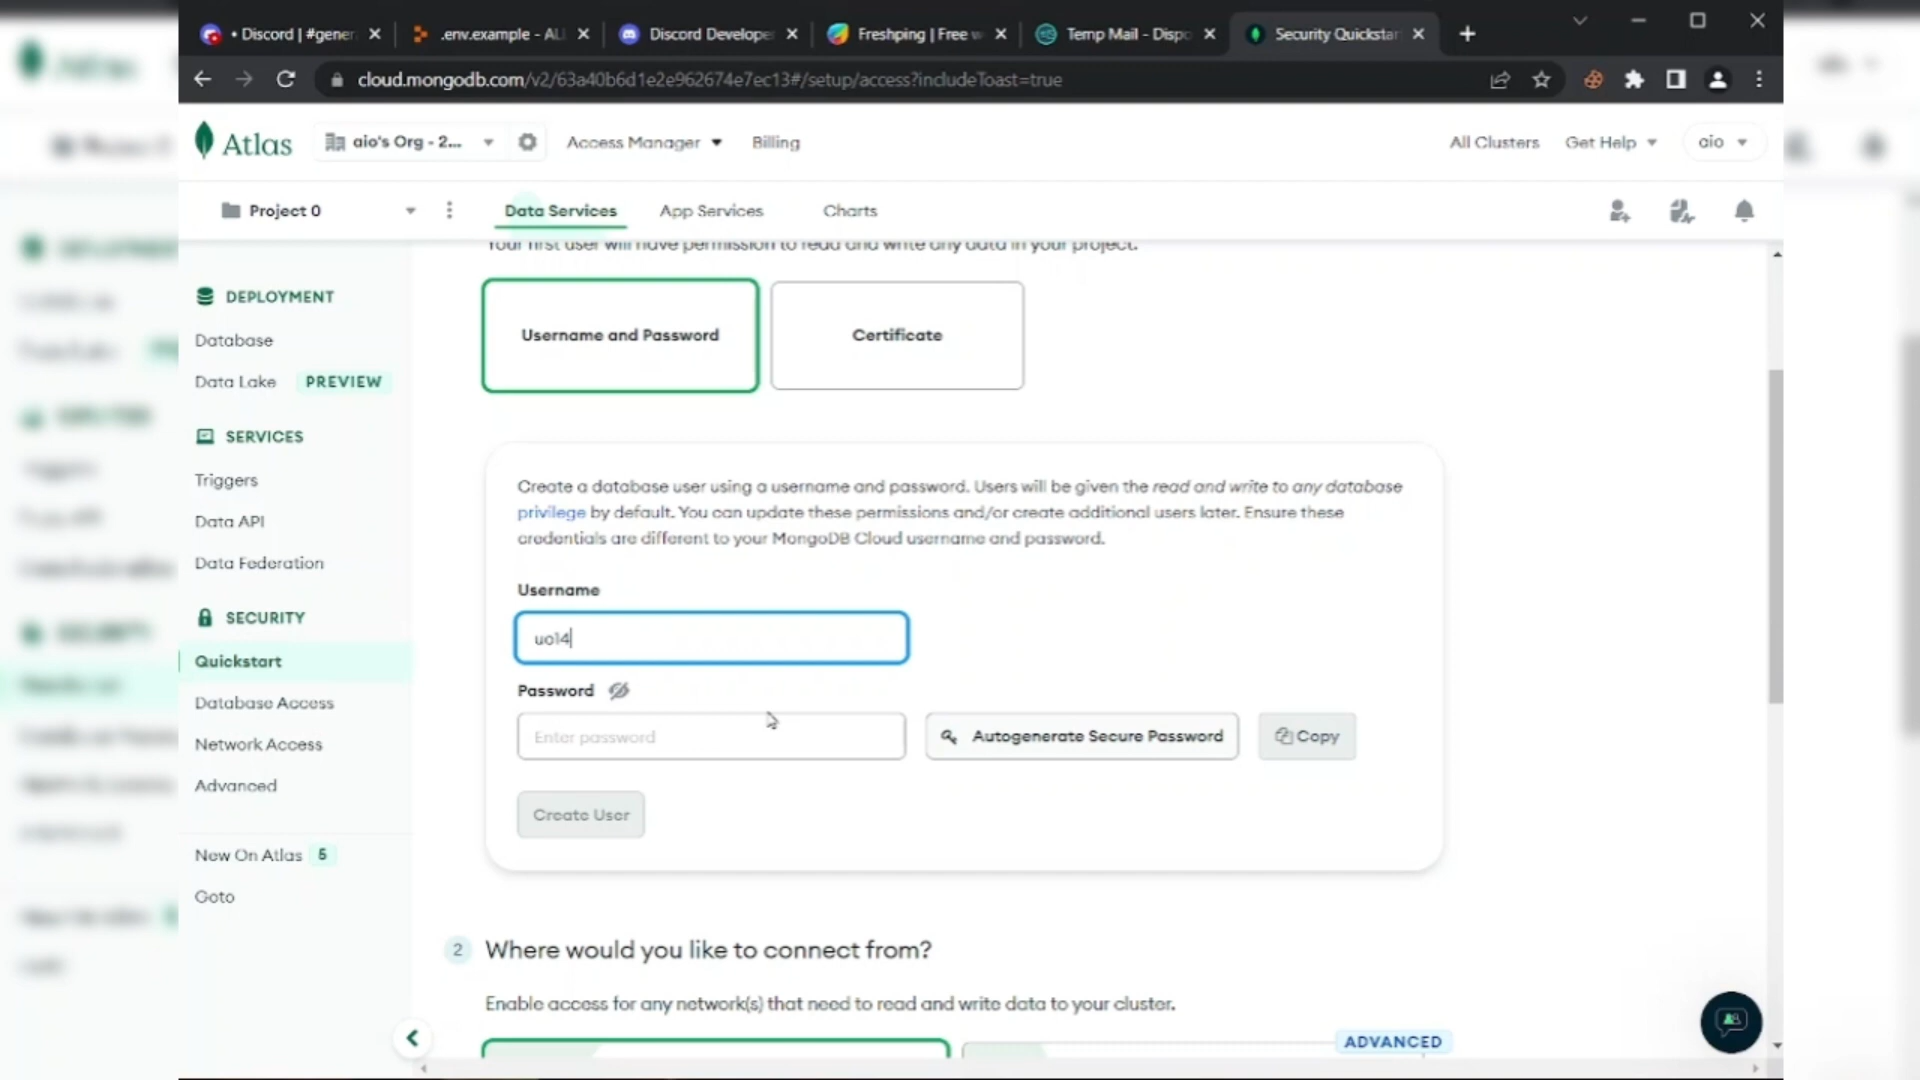 • Discord | #gener
.env.example - AL
Discord Develope
Freshping | Free w
Temp Mail - Dispo
Security Quickstar
cloud.mongodb.com/v2/63a40b6d1e2e962674e7ec13#/setup/access?includeToast=true
Atlas
aio's Org - 2...
Access Manager
Billing
All Clusters
Get Help
aio
Project 0
Data Services
App Services
Charts
Your first user will have permission to read and write any data in your project.
DEPLOYMENT
Database
Data Lake PREVIEW
SERVICES
Triggers
Data API
Data Federation
SECURITY
Quickstart
Database Access
Network Access
Advanced
New On Atlas 5
Goto
Username and Password
Certificate
Create a database user using a username and password. Users will be given the read and write to any database
privilege by default. You can update these permissions and/or create additional users later. Ensure these
credentials are different to your MongoDB Cloud username and password.
Username
uo14
Password
Enter password
Autogenerate Secure Password
Copy
Create User
2 Where would you like to connect from?
Enable access for any network(s) that need to read and write data to your cluster.
ADVANCED